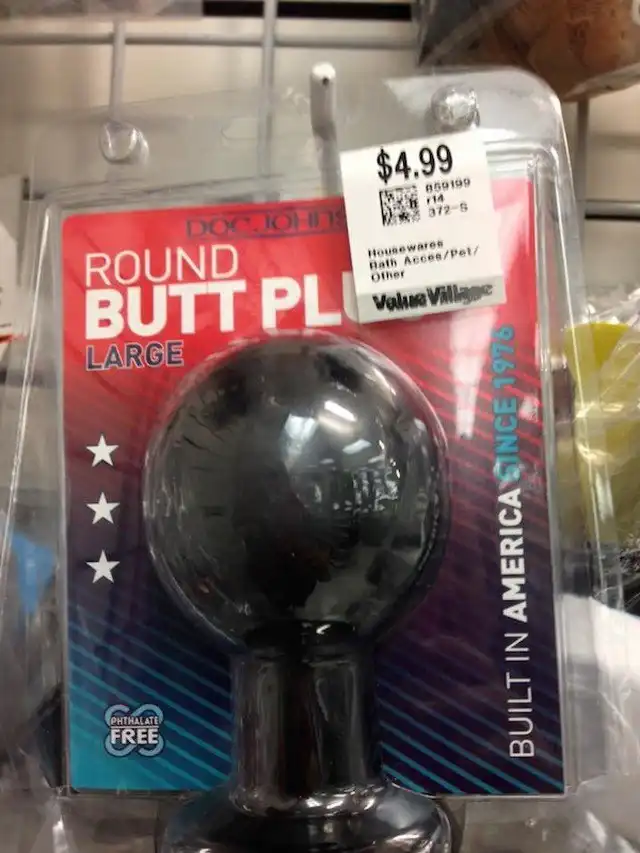 $4.99
859199
r14
372-S
Housewares
Bath Acces/Pet/
Other
Value Village
DOC JOHNS
ROUND
BUTT PL
LARGE
BUILT IN AMERICA SINCE 1976
PHTHALATE
FREE